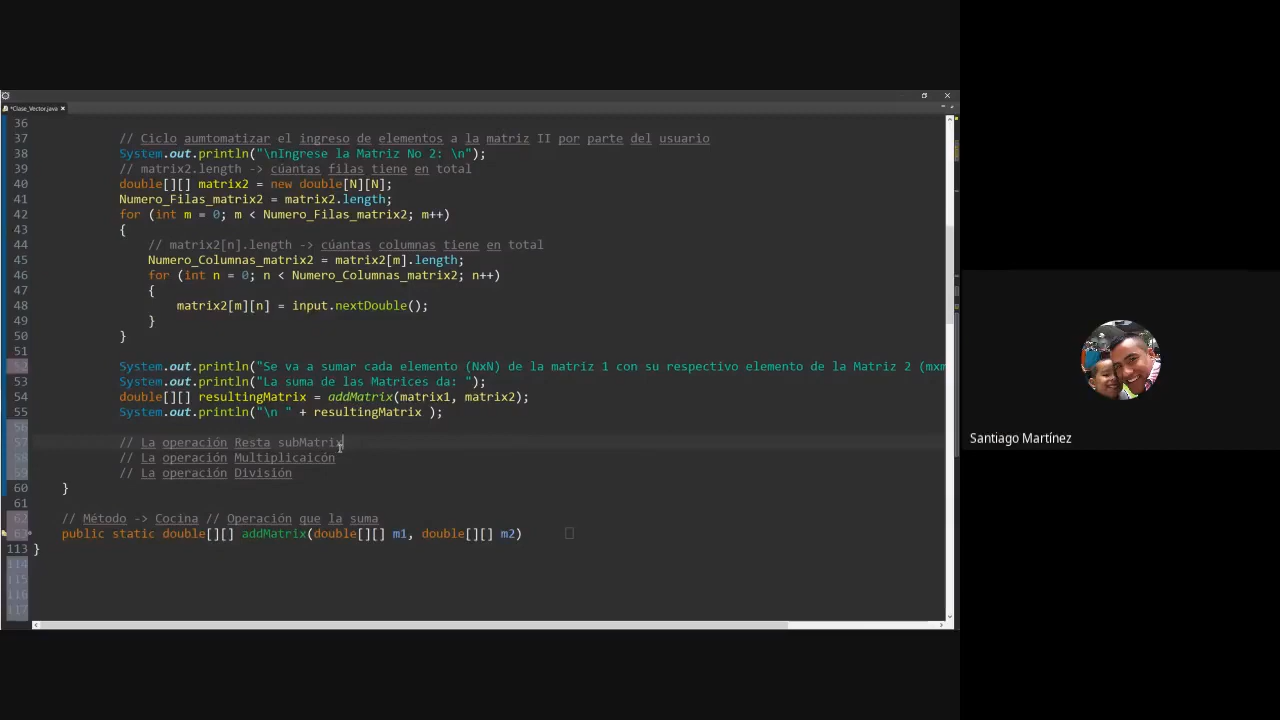 *Clase_Vector.java
36
37 // Ciclo aumtomatizar el ingreso de elementos a la matriz II por parte del usuario
38 System.out.println("\nIngrese la Matriz No 2: \n");
39 // matrix2.length -> cúantas filas tiene en total
40 double[][] matrix2 = new double[N][N];
41 Numero_Filas_matrix2 = matrix2.length;
42 for (int m = 0; m < Numero_Filas_matrix2; m++)
43 {
44 // matrix2[n].length -> cúantas columnas tiene en total
45 Numero_Columnas_matrix2 = matrix2[m].length;
46 for (int n = 0; n < Numero_Columnas_matrix2; n++)
47 {
48 matrix2[m][n] = input.nextDouble();
49 }
50 }
51
52 System.out.println("Se va a sumar cada elemento (NxN) de la matriz 1 con su respectivo elemento de la Matriz 2 (mxm
53 System.out.println("La suma de las Matrices da: ");
54 double[][] resultingMatrix = addMatrix(matrix1, matrix2);
55 System.out.println("\n " + resultingMatrix );
56
57 // La operación Resta subMatrix
58 // La operación Multiplicaicón
59 // La operación División
60 }
61
62 // Método -> Cocina // Operación que la suma
63 public static double[][] addMatrix(double[][] m1, double[][] m2)
113 }
114
115
116
117
Santiago Martínez